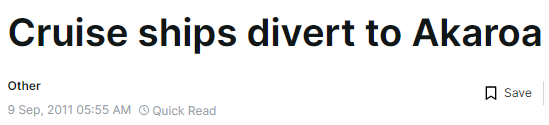 Cruise ships divert to Akaroa
Other
Save
9 Sep, 2011 05:55 AM Quick Read